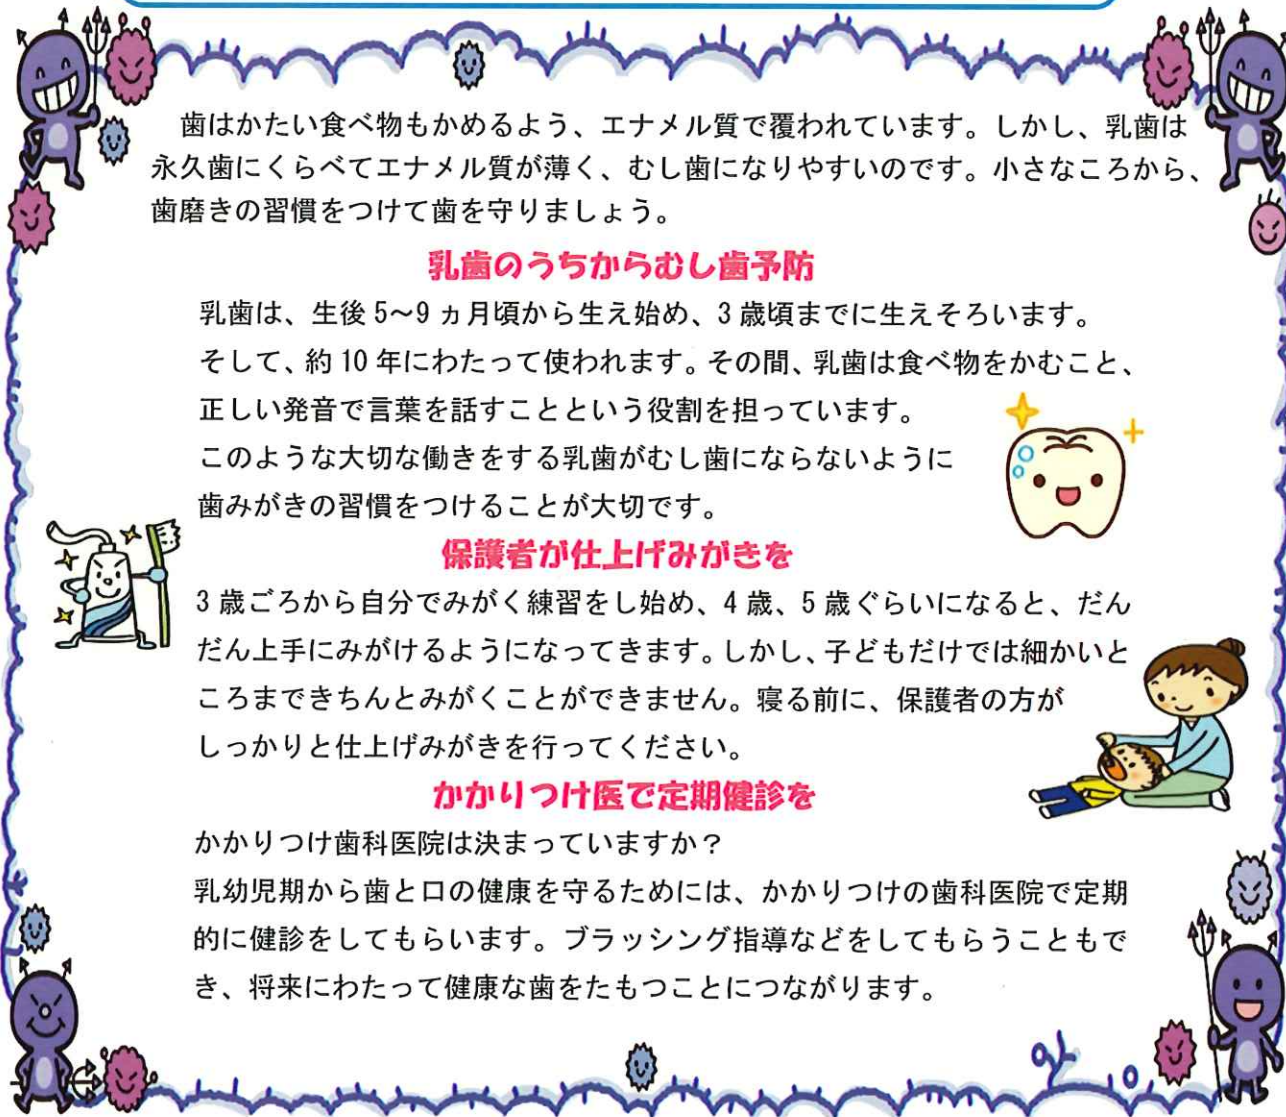 歯はかたい食べ物もかめるよう、エナメル質で覆われています。しかし、乳歯は
永久歯にくらべてエナメル質が薄く、むし歯になりやすいのです。小さなころから、
歯磨きの習慣をつけて歯を守りましょう。
乳歯のうちからむし歯予防
乳歯は、生後5～9ヵ月頃から生え始め、3歳頃までに生えそろいます。
そして、約10年にわたって使われます。その間、乳歯は食べ物をかむこと、
正しい発音で言葉を話すことという役割を担っています。
このような大切な働きをする乳歯がむし歯にならないように
歯みがきの習慣をつけることが大切です。
保護者が仕上げみがきを
3歳ごろから自分でみがく練習をし始め、4歳、5歳ぐらいになると、だん
だん上手にみがけるようになってきます。しかし、子どもだけでは細かいと
ころまできちんとみがくことができません。寝る前に、保護者の方が
しっかりと仕上げみがきを行ってください。
かかりつけ医で定期健診を
かかりつけ歯科医院は決まっていますか？
乳幼児期から歯と口の健康を守るためには、かかりつけの歯科医院で定期
的に健診をしてもらいます。ブラッシング指導などをしてもらうこともで
き、将来にわたって健康な歯をたもつことにつながります。